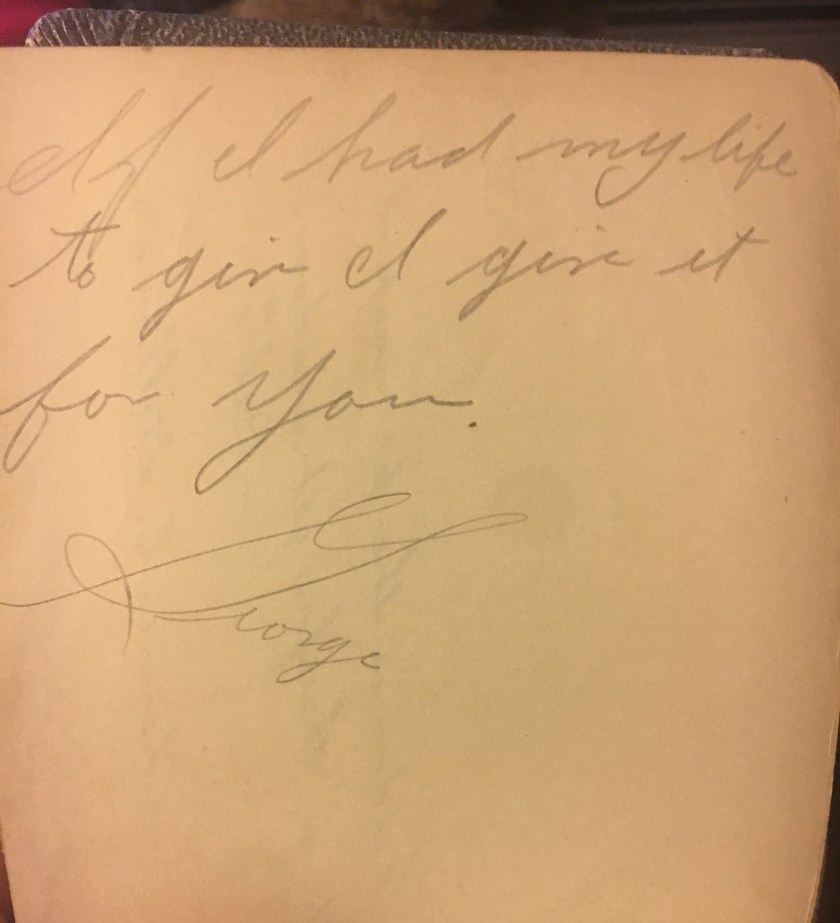 If I had my life
to give I give it
for you.
George